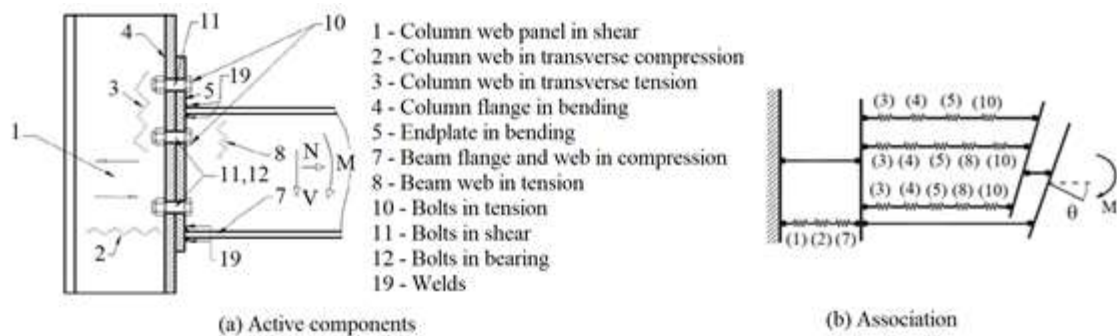 11
4
10
19
5
3
1
8
N
M
11,12
V
7
2
19
1 - Column web panel in shear
2 - Column web in transverse compression
3 - Column web in transverse tension
4 - Column flange in bending
5 - Endplate in bending
7 - Beam flange and web in compression
8 - Beam web in tension
10 - Bolts in tension
11 - Bolts in shear
12 - Bolts in bearing
19 - Welds
(a) Active components
(3) (4) (5) (10)
(3) (4) (5) (8) (10)
(3) (4) (5) (8) (10)
(1) (2) (7)
θ
M
(b) Association